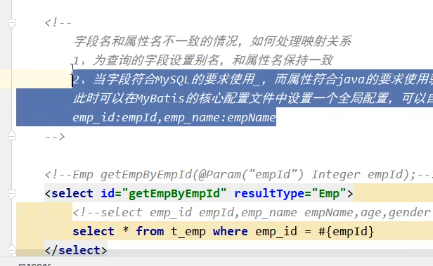 <!--
字段名和属性名不一致的情况，如何处理映射关系
1、为查询的字段设置别名，和属性名保持一致
2、当字段符合MySQL的要求使用_，而属性符合java的要求使用
此时可以在MyBatis的核心配置文件中设置一个全局配置，可以自
emp_id:empId,emp_name:empName
-->
<!--Emp getEmpByEmpId(@Param("empId") Integer empId);--
<select id="getEmpByEmpId" resultType="Emp">
<!--select emp_id empId,emp_name empName,age,gender
select * from t_emp where emp_id = #{empId}
</select>